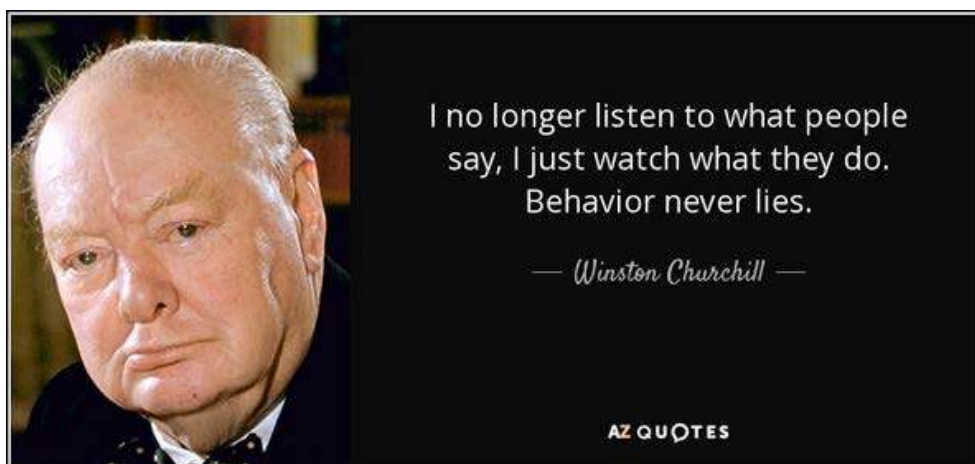 I no longer listen to what people
say, I just watch what they do.
Behavior never lies.
— Winston Churchill —
AZ QUOTES